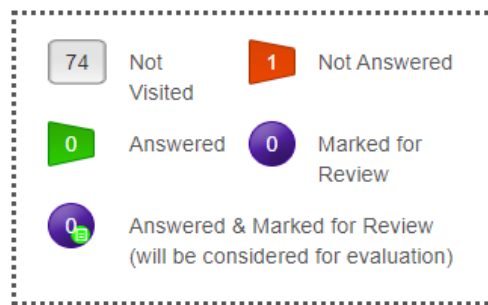 74 Not Visited
1 Not Answered
0 Answered
0 Marked for Review
0 Answered & Marked for Review
(will be considered for evaluation)